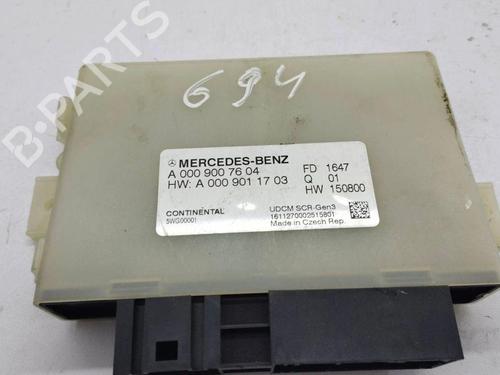 694
MERCEDES-BENZ
A 000 900 76 04 FD 1647
HW: A 000 901 17 03 Q 01
HW 150800
CONTINENTAL UDCM SCR-Gen3
5WG00001 1611270002515801
Made in Czech Rep.
B-PARTS